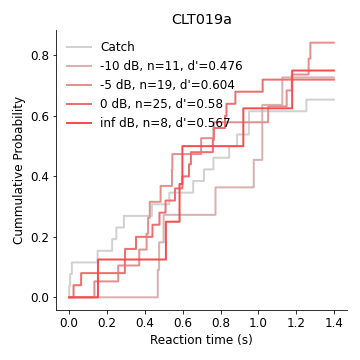 CLT019a
Cummulative Probability
0.8
0.6
0.4
0.2
0.0
Catch
-10 dB, n=11, d'=0.476
-5 dB, n=19, d'=0.604
0 dB, n=25, d'=0.58
inf dB, n=8, d'=0.567
0.0 0.2 0.4 0.6 0.8 1.0 1.2 1.4
Reaction time (s)